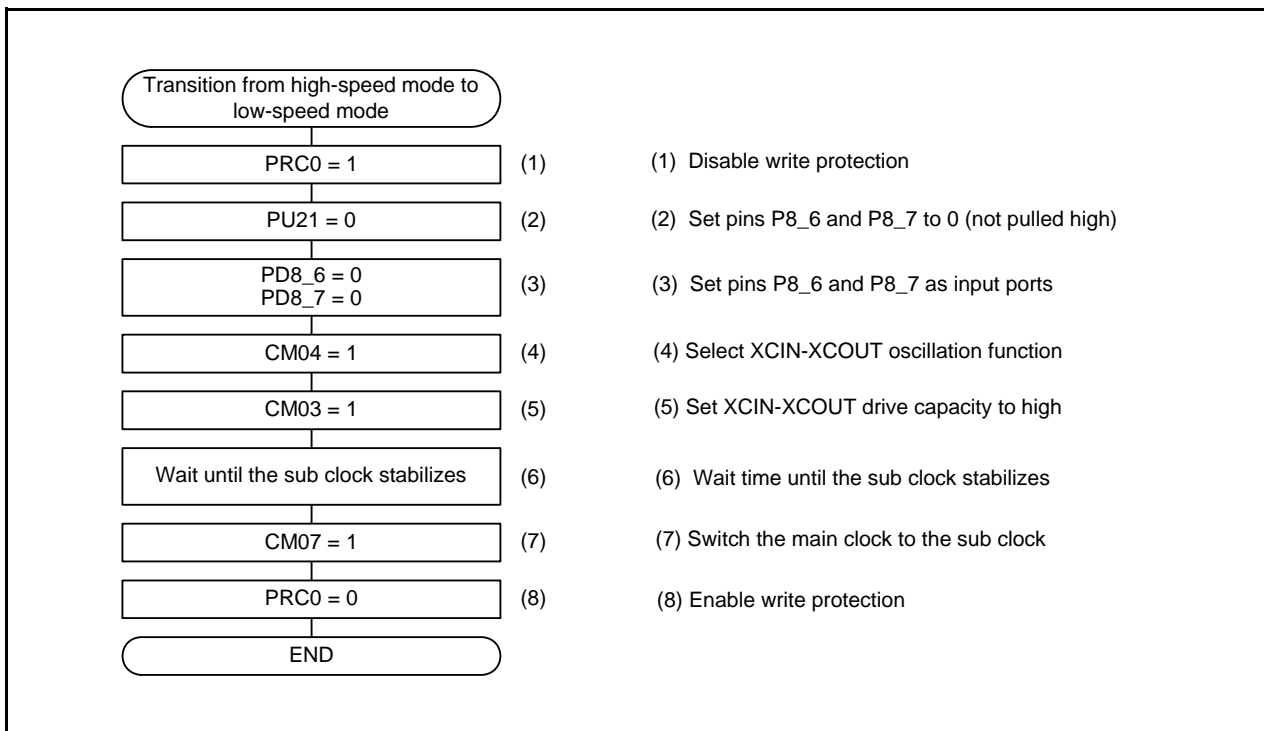 Transition from high-speed mode to
low-speed mode
PRC0 = 1
(1)
(1) Disable write protection
PU21 = 0
(2)
(2) Set pins P8_6 and P8_7 to 0 (not pulled high)
PD8_6 = 0
PD8_7 = 0
(3)
(3) Set pins P8_6 and P8_7 as input ports
CM04 = 1
(4)
(4) Select XCIN-XCOUT oscillation function
CM03 = 1
(5)
(5) Set XCIN-XCOUT drive capacity to high
Wait until the sub clock stabilizes
(6)
(6) Wait time until the sub clock stabilizes
CM07 = 1
(7)
(7) Switch the main clock to the sub clock
PRC0 = 0
(8)
(8) Enable write protection
END